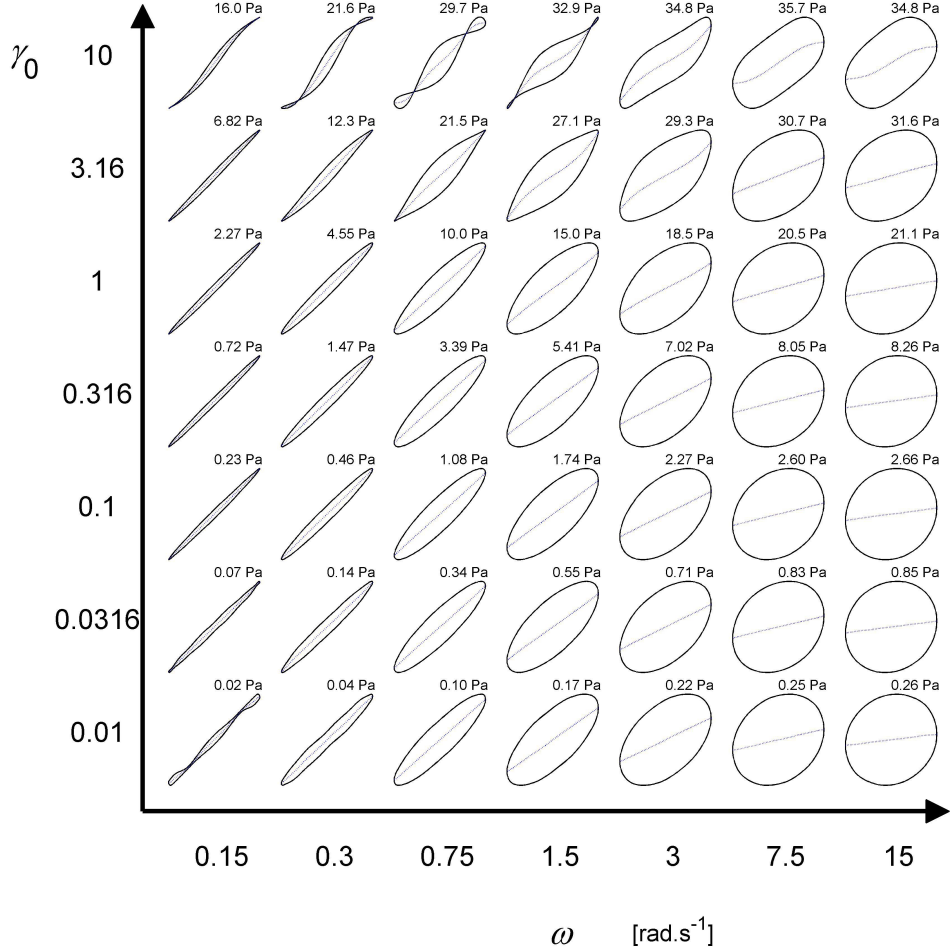 16.0 Pa 21.6 Pa 29.7 Pa 32.9 Pa 34.8 Pa 35.7 Pa 34.8 Pa
γ0 10
6.82 Pa 12.3 Pa 21.5 Pa 27.1 Pa 29.3 Pa 30.7 Pa 31.6 Pa
3.16
2.27 Pa 4.55 Pa 10.0 Pa 15.0 Pa 18.5 Pa 20.5 Pa 21.1 Pa
1
0.72 Pa 1.47 Pa 3.39 Pa 5.41 Pa 7.02 Pa 8.05 Pa 8.26 Pa
0.316
0.23 Pa 0.46 Pa 1.08 Pa 1.74 Pa 2.27 Pa 2.60 Pa 2.66 Pa
0.1
0.07 Pa 0.14 Pa 0.34 Pa 0.55 Pa 0.71 Pa 0.83 Pa 0.85 Pa
0.0316
0.02 Pa 0.04 Pa 0.10 Pa 0.17 Pa 0.22 Pa 0.25 Pa 0.26 Pa
0.01
0.15 0.3 0.75 1.5 3 7.5 15
ω [rad.s-1]